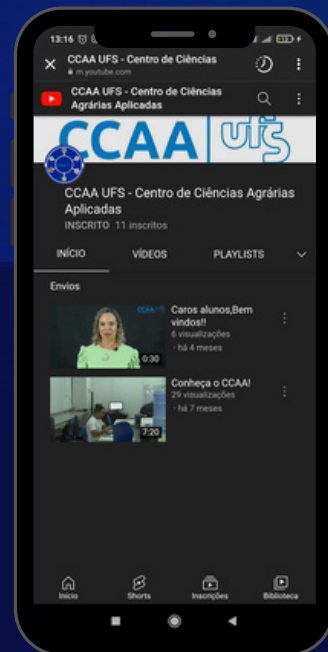 13:16
CCAA UFS - Centro de Ciências
m.youtube.com
CCAA UFS - Centro de Ciências
Agrárias Aplicadas
CCAA UFS
CCAA UFS - Centro de Ciências Agrárias
Aplicadas
INSCRITO 11 inscritos
INÍCIO VÍDEOS PLAYLISTS
Envios
CCAA
Caros alunos,Bem
vindos!!
6 visualizações
· há 4 meses
0:30
Conheça o CCAA!
29 visualizações
· há 7 meses
7:20
Início Shorts Inscrições Biblioteca